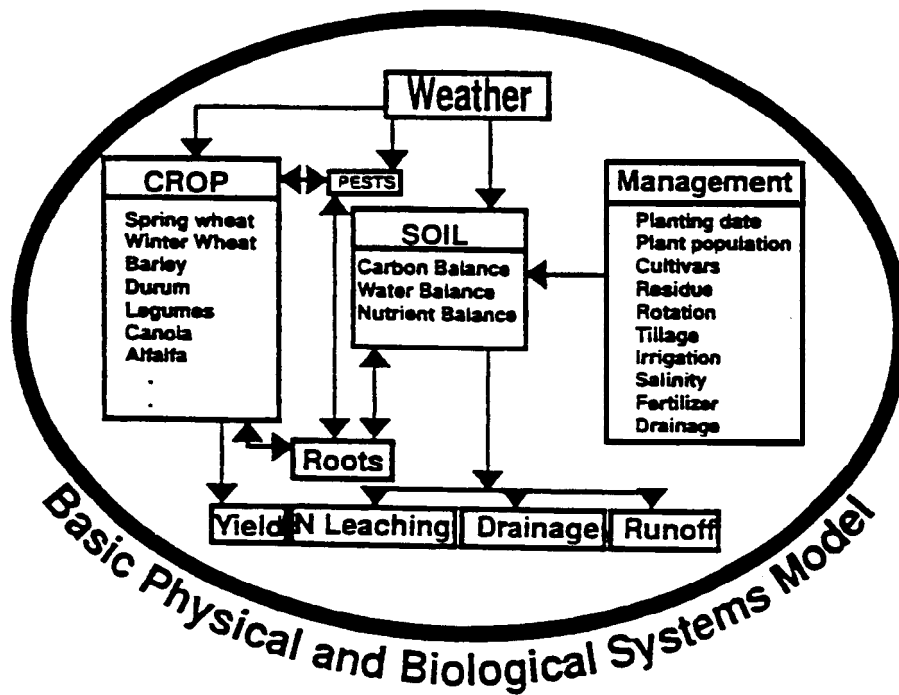 Weather
CROP
Spring wheat
Winter Wheat
Barley
Durum
Legumes
Canola
Alfalfa
.
.
PESTS
SOIL
Carbon Balance
Water Balance
Nutrient Balance
Management
Planting date
Plant population
Cultivars
Residue
Rotation
Tillage
Irrigation
Salinity
Fertilizer
Drainage
Roots
Yield
N Leaching
Drainage
Runoff
Basic Physical and Biological Systems Model